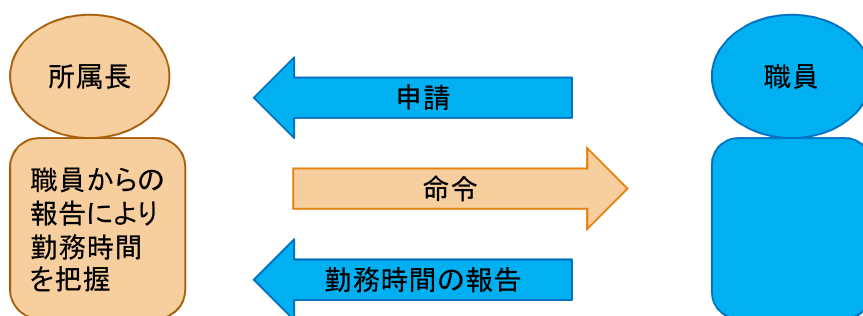 所属長
職員
申請
職員からの
報告により
勤務時間
を把握
命令
勤務時間の報告